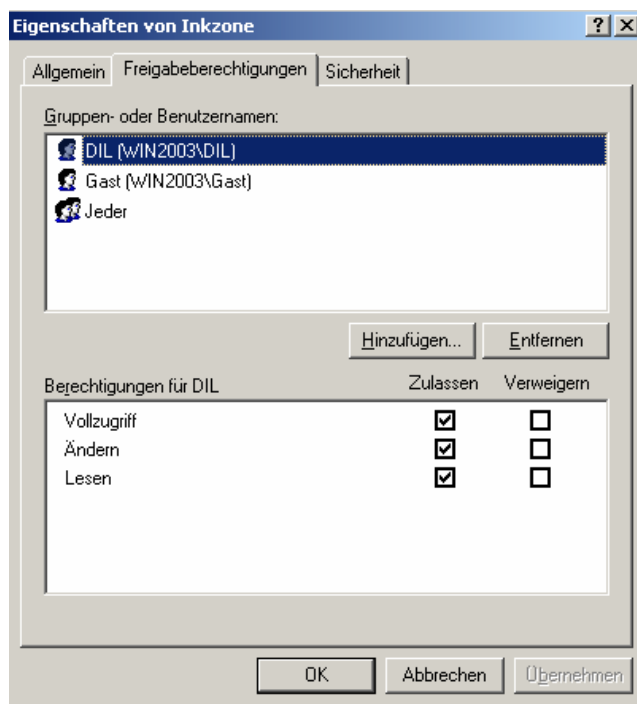 Eigenschaften von Inkzone
Allgemein Freigabeberechtigungen Sicherheit
Gruppen- oder Benutzernamen:
DIL (WIN2003\DIL)
Gast (WIN2003\Gast)
Jeder
Hinzufügen... Entfernen
Berechtigungen für DIL Zulassen Verweigern
Vollzugriff
Ändern
Lesen
OK Abbrechen Übernehmen